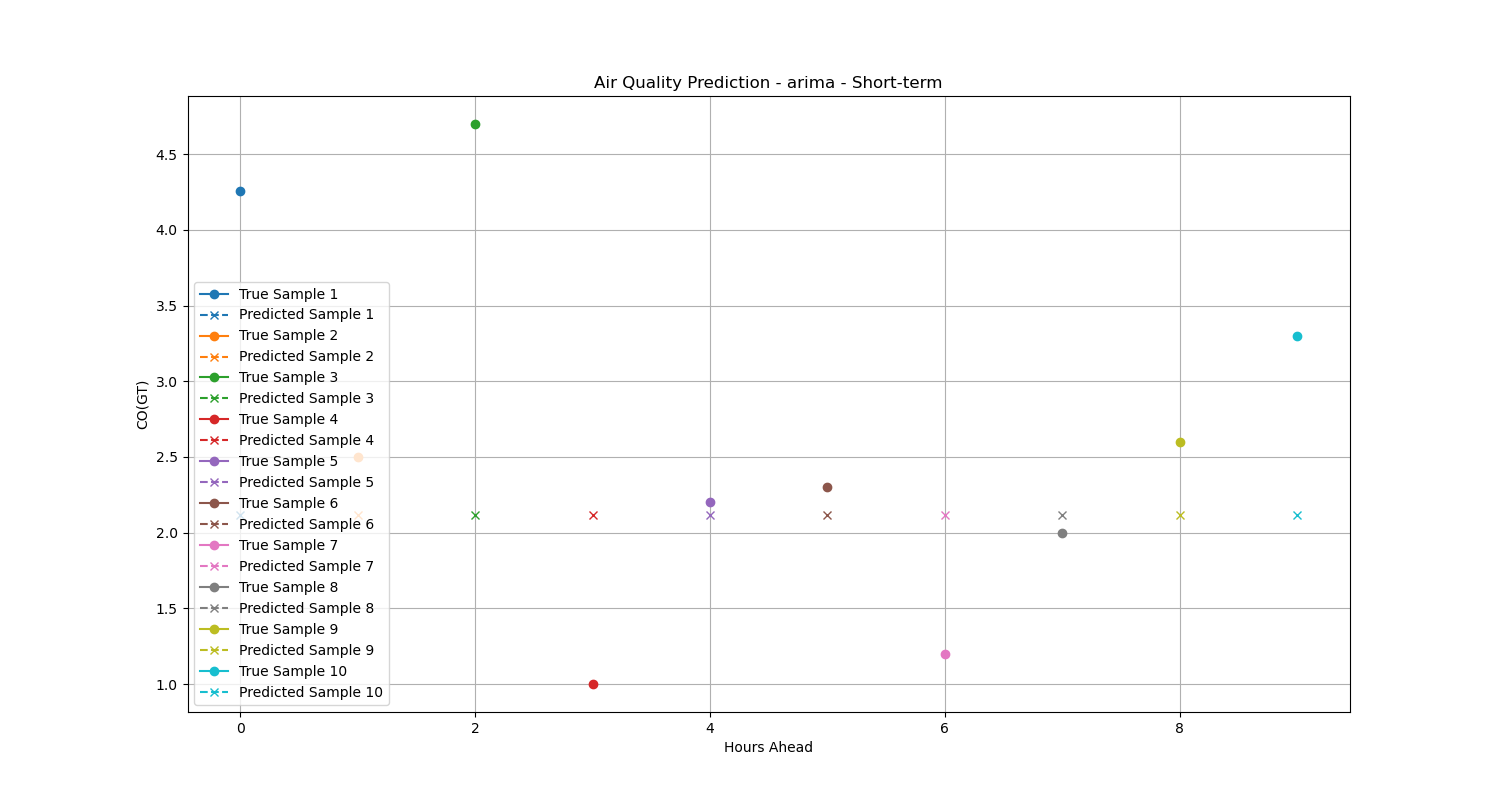 Air Quality Prediction - arima - Short-term
CO(GT)
4.5
4.0
3.5
3.0
2.5
2.0
1.5
1.0
True Sample 1
Predicted Sample 1
True Sample 2
Predicted Sample 2
True Sample 3
Predicted Sample 3
True Sample 4
Predicted Sample 4
True Sample 5
Predicted Sample 5
True Sample 6
Predicted Sample 6
True Sample 7
Predicted Sample 7
True Sample 8
Predicted Sample 8
True Sample 9
Predicted Sample 9
True Sample 10
Predicted Sample 10
0 2 4 6 8
Hours Ahead